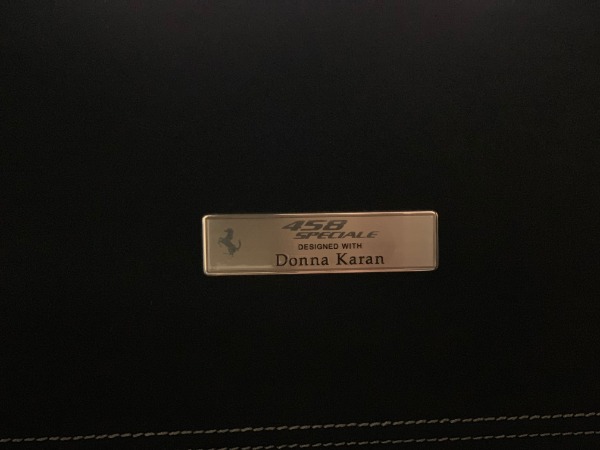 458
SPECIALE
DESIGNED WITH
Donna Karan